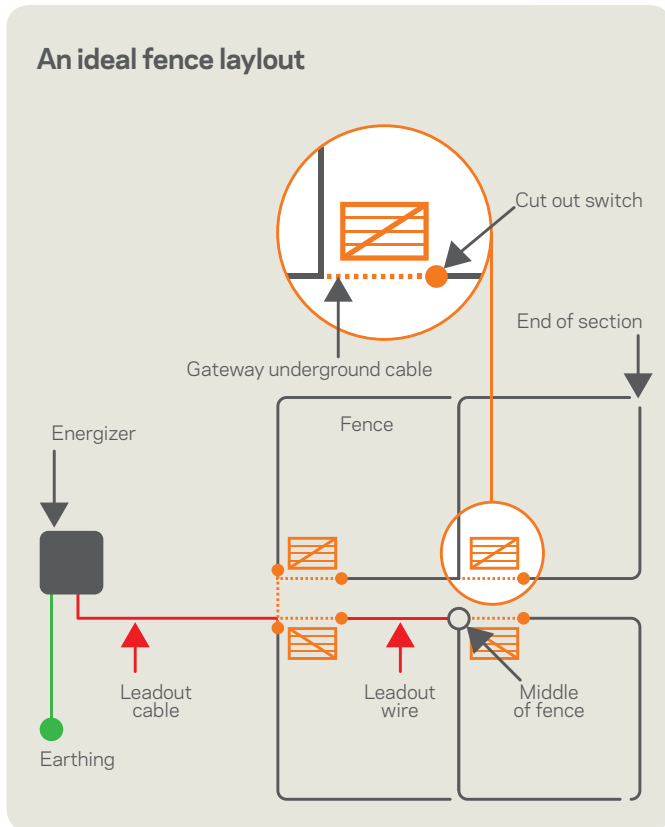 An ideal fence laylout
Cut out switch
End of section
Gateway underground cable
Fence
Energizer
Leadout
cable
Leadout
wire
Middle
of fence
Earthing